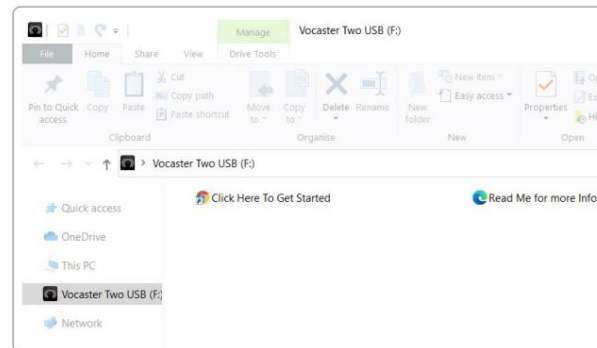 Manage Vocaster Two USB (F:)
File Home Share View Drive Tools
Pin to Quick access
Copy
Paste
Cut
Copy path
Paste shortcut
Clipboard
Move to
Copy to
Delete
Rename
Organise
New folder
New item
Easy access
New
Properties
Open
Vocaster Two USB (F:)
Quick access
OneDrive
This PC
Vocaster Two USB (F:)
Network
Click Here To Get Started
Read Me for more Info